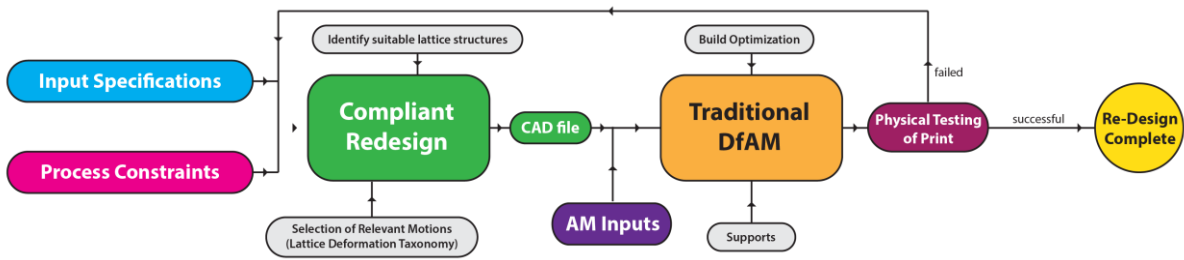 Identify suitable lattice structures
Build Optimization
Input Specifications
failed
Compliant
Redesign
CAD file
Traditional
DfAM
Physical Testing
of Print
successful
Re-Design
Complete
Process Constraints
AM Inputs
Selection of Relevant Motions
(Lattice Deformation Taxonomy)
Supports